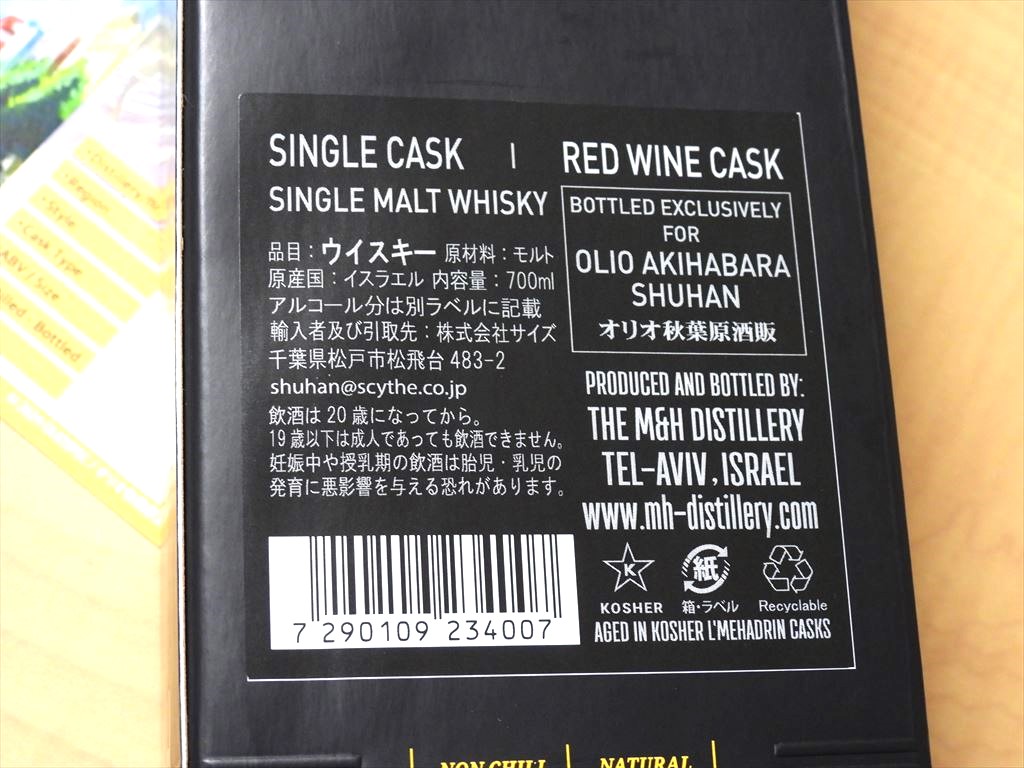 SINGLE CASK | RED WINE CASK
SINGLE MALT WHISKY
品目：ウイスキー 原材料：モルト
原産国：イスラエル 内容量：700ml
アルコール分は別ラベルに記載
輸入者及び引取先：株式会社サイズ
千葉県松戸市松飛台 483-2
shuhan@scythe.co.jp
飲酒は 20 歳になってから。
19 歳以下は成人であっても飲酒できません。
妊娠中や授乳期の飲酒は胎児・乳児の
発育に悪影響を与える恐れがあります。
7 290109 234007
BOTTLED EXCLUSIVELY
FOR
OLIO AKIHABARA
SHUHAN
オリオ秋葉原酒販
PRODUCED AND BOTTLED BY:
THE M&H DISTILLERY
TEL-AVIV, ISRAEL
www.mh-distillery.com
K
紙
KOSHER 箱・ラベル Recyclable
AGED IN KOSHER L'MEHADRIN CASKS
NON CHILL NATURAL
・Distillery
・Region
・Style
・Cask Type
ABV / Size
Distilled Bottled